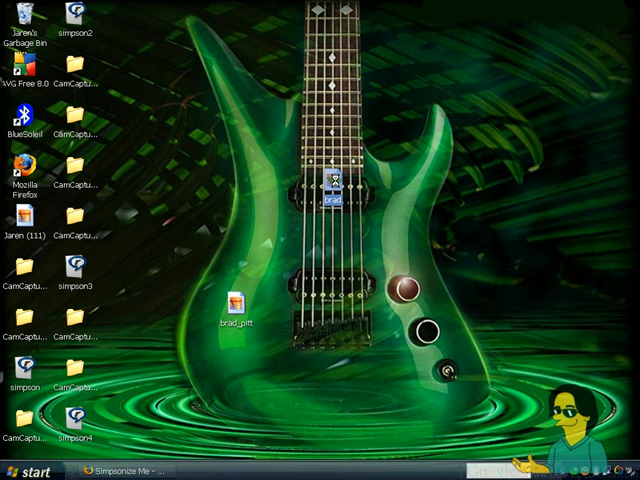 Jaren's
Garbage Bin
simpson2
AVG Free 8.0
CamCaptu...
BlueSoleil
CamCaptu...
Mozilla
Firefox
CamCaptu...
brad
Jaren (111)
CamCaptu...
CamCaptu...
simpson3
CamCaptu...
CamCaptu...
brad_pitt
simpson
CamCaptu...
CamCaptu...
simpson4
start
Simpsonize Me - ...